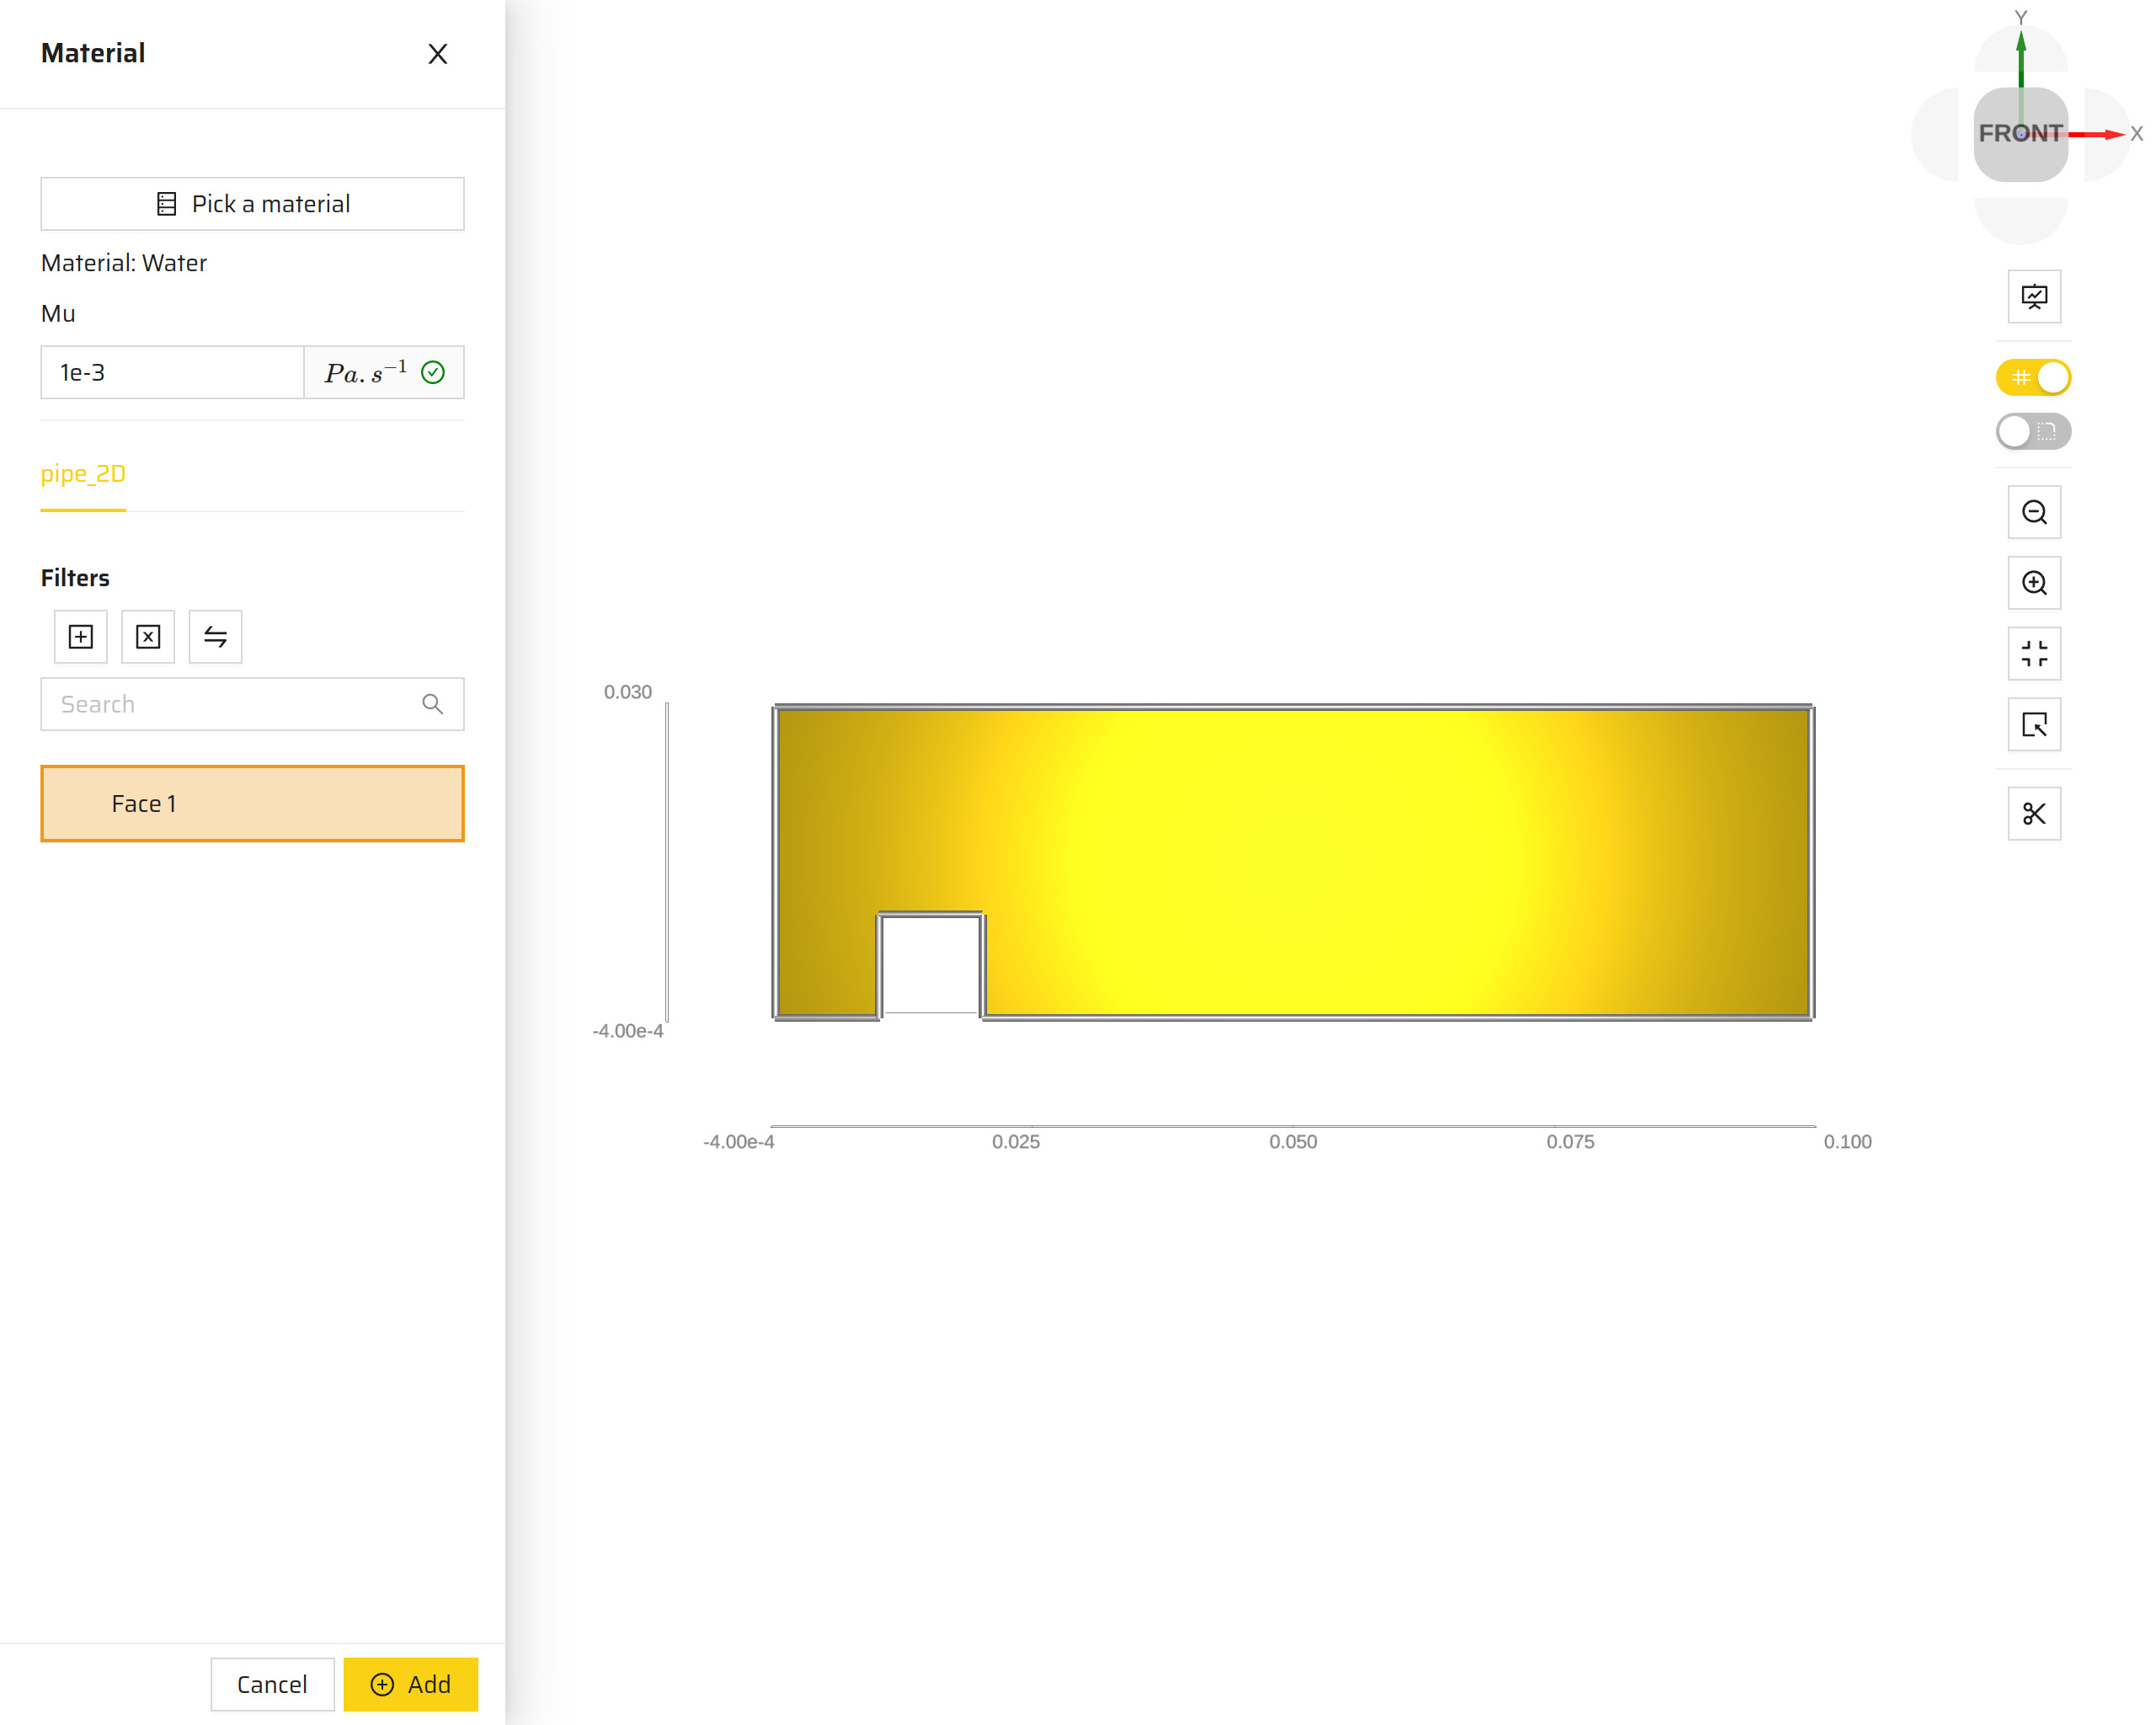 Material
Pick a material
Material: Water
Mu
1e-3
Pa.s⁻¹
pipe_2D
Filters
Search
Face 1
Cancel
Add
Y
FRONT
X
0.030
-4.00e-4
-4.00e-4
0.025
0.050
0.075
0.100